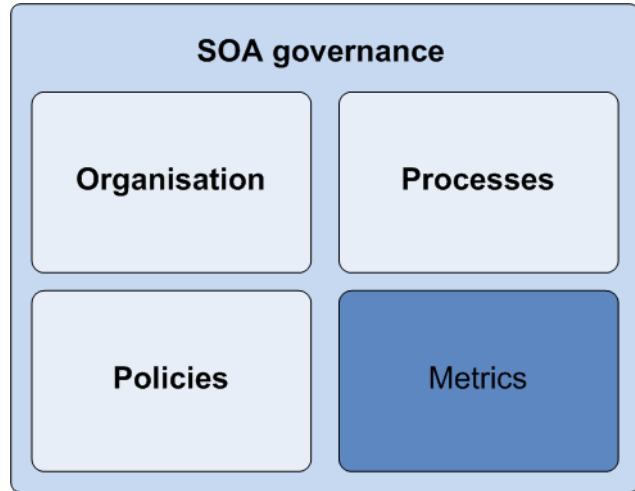 SOA governance
Organisation
Processes
Policies
Metrics